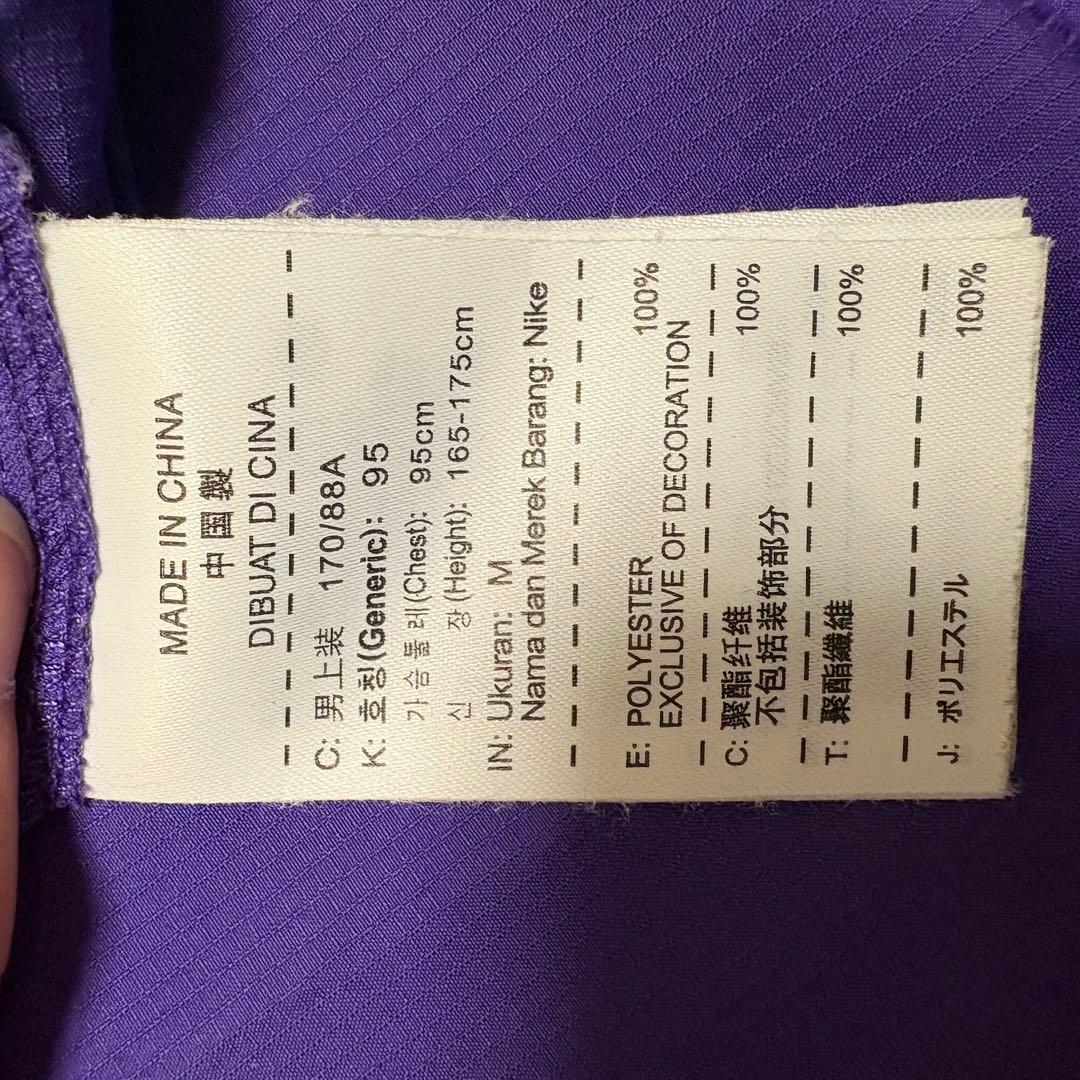 MADE IN CHINA
中国製
DIBUAT DI CINA
C: 男上装 170/88A
K: 호칭(Generic): 95
가슴둘레(Chest): 95cm
신 장(Height): 165-175cm
IN: Ukuran: M
Nama dan Merek Barang: Nike
E: POLYESTER 100%
EXCLUSIVE OF DECORATION
C: 聚酯纤维 100%
不包括装饰部分
T: 聚酯纖維 100%
J: ポリエステル 100%